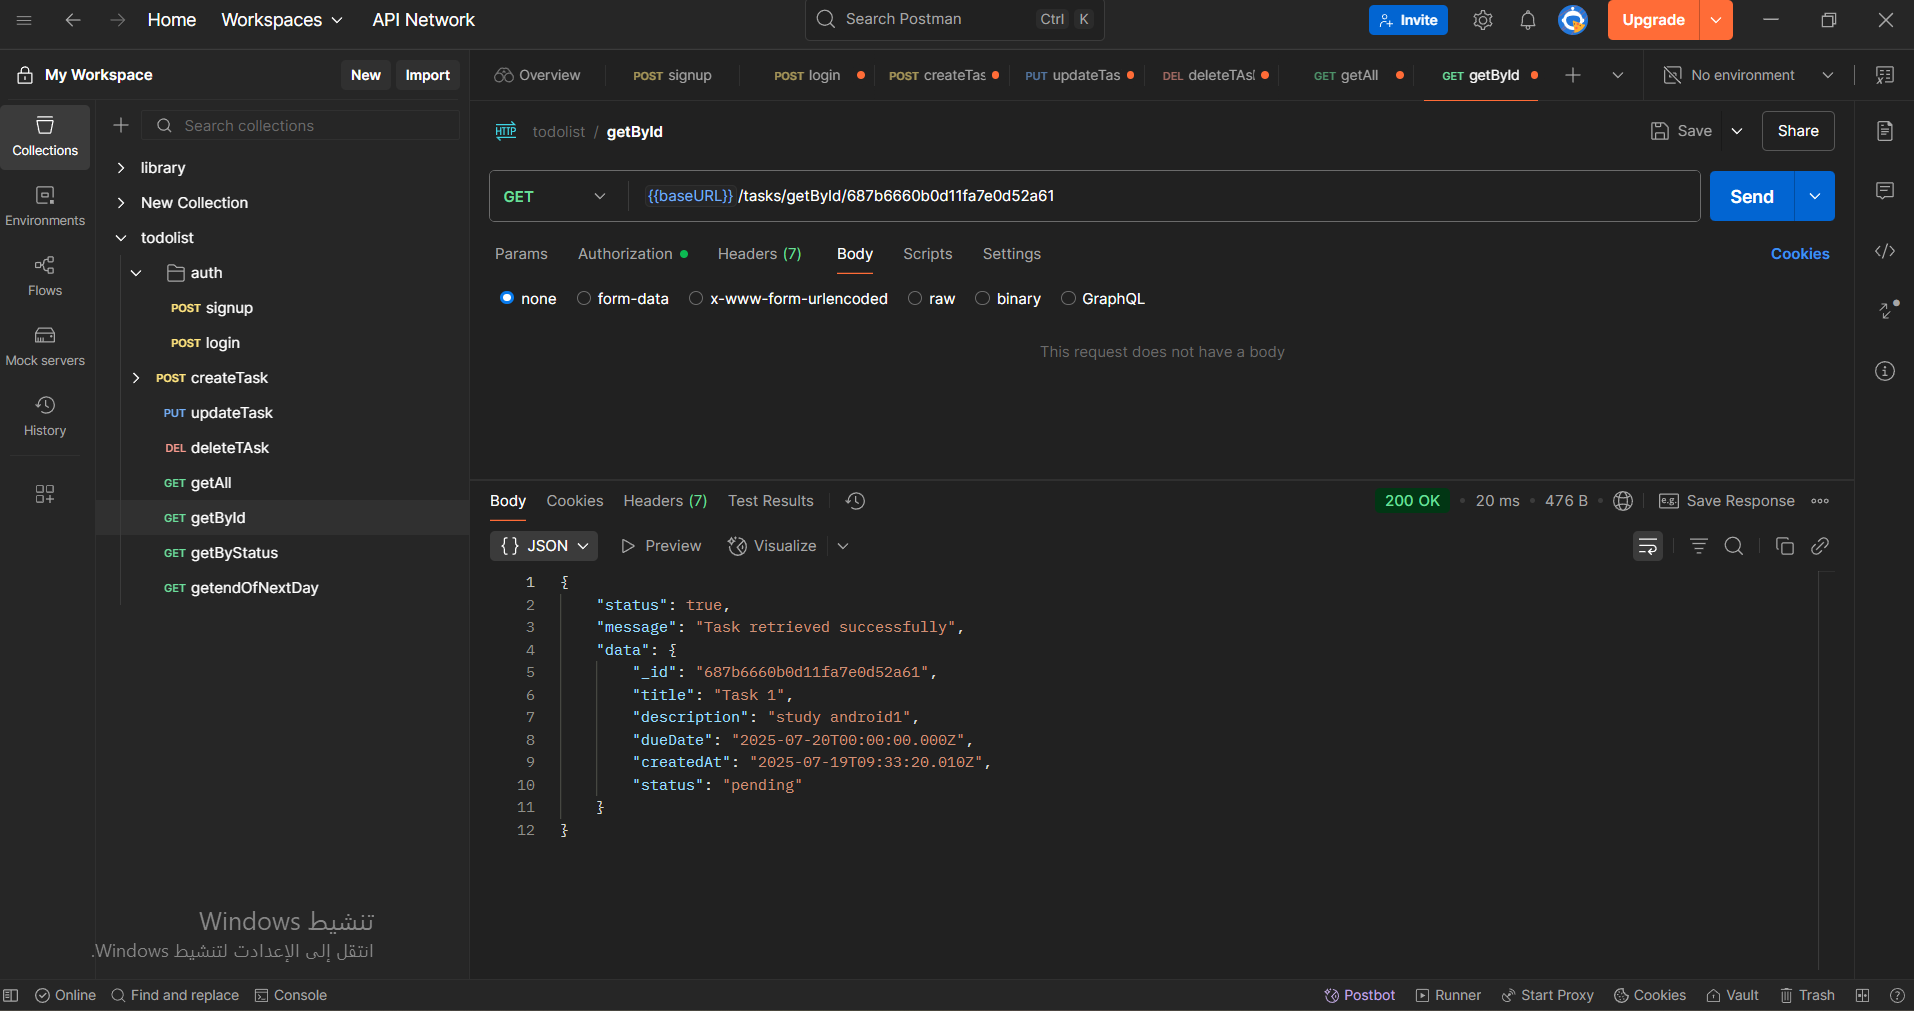 Home Workspaces API Network Search Postman Ctrl K Invite Upgrade
My Workspace New Import Overview POST signup POST login POST createTas PUT updateTas DEL deleteTAsl GET getAll GET getById No environment
Search collections
HTTP todolist / getById Save Share
Collections
library
New Collection
todolist
auth
POST signup
POST login
POST createTask
PUT updateTask
DEL deleteTAsk
GET getAll
GET getById
GET getByStatus
GET getendOfNextDay
Environments
Flows
Mock servers
History
GET {{baseURL}} /tasks/getById/687b6660b0d11fa7e0d52a61 Send
Params Authorization Headers (7) Body Scripts Settings Cookies
none form-data x-www-form-urlencoded raw binary GraphQL
This request does not have a body
Body Cookies Headers (7) Test Results 200 OK • 20 ms • 476 B • e.g. Save Response
{} JSON Preview Visualize
1 {
2 "status": true,
3 "message": "Task retrieved successfully",
4 "data": {
5 "_id": "687b6660b0d11fa7e0d52a61",
6 "title": "Task 1",
7 "description": "study android1",
8 "dueDate": "2025-07-20T00:00:00.000Z",
9 "createdAt": "2025-07-19T09:33:20.010Z",
10 "status": "pending"
11 }
12 }
تنشيط Windows
انتقل إلى الإعدادت لتنشيط Windows.
Online Find and replace Console Postbot Runner Start Proxy Cookies Vault Trash